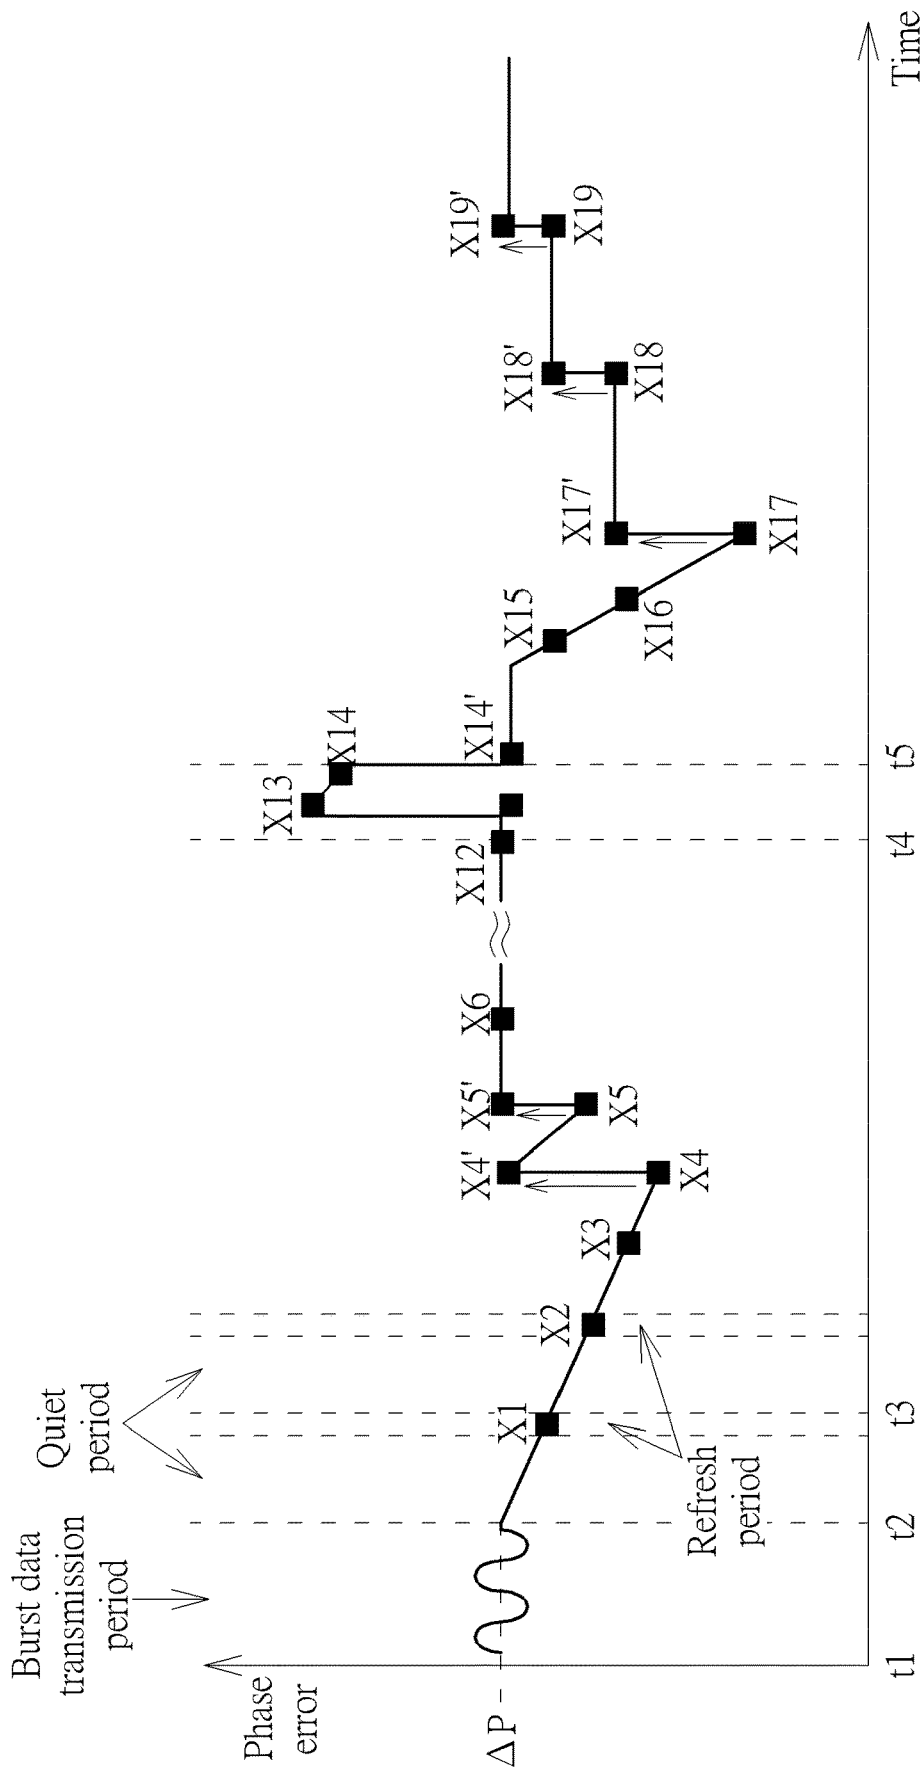 Burst data
transmission
period
Quiet
period
Phase
error
ΔP
X1
X2
X3
X4
X4'
X5
X5'
X6
X12
X13
X14
X14'
X15
X16
X17
X17'
X18
X18'
X19
X19'
Refresh
period
t1
t2
t3
t4
t5
Time